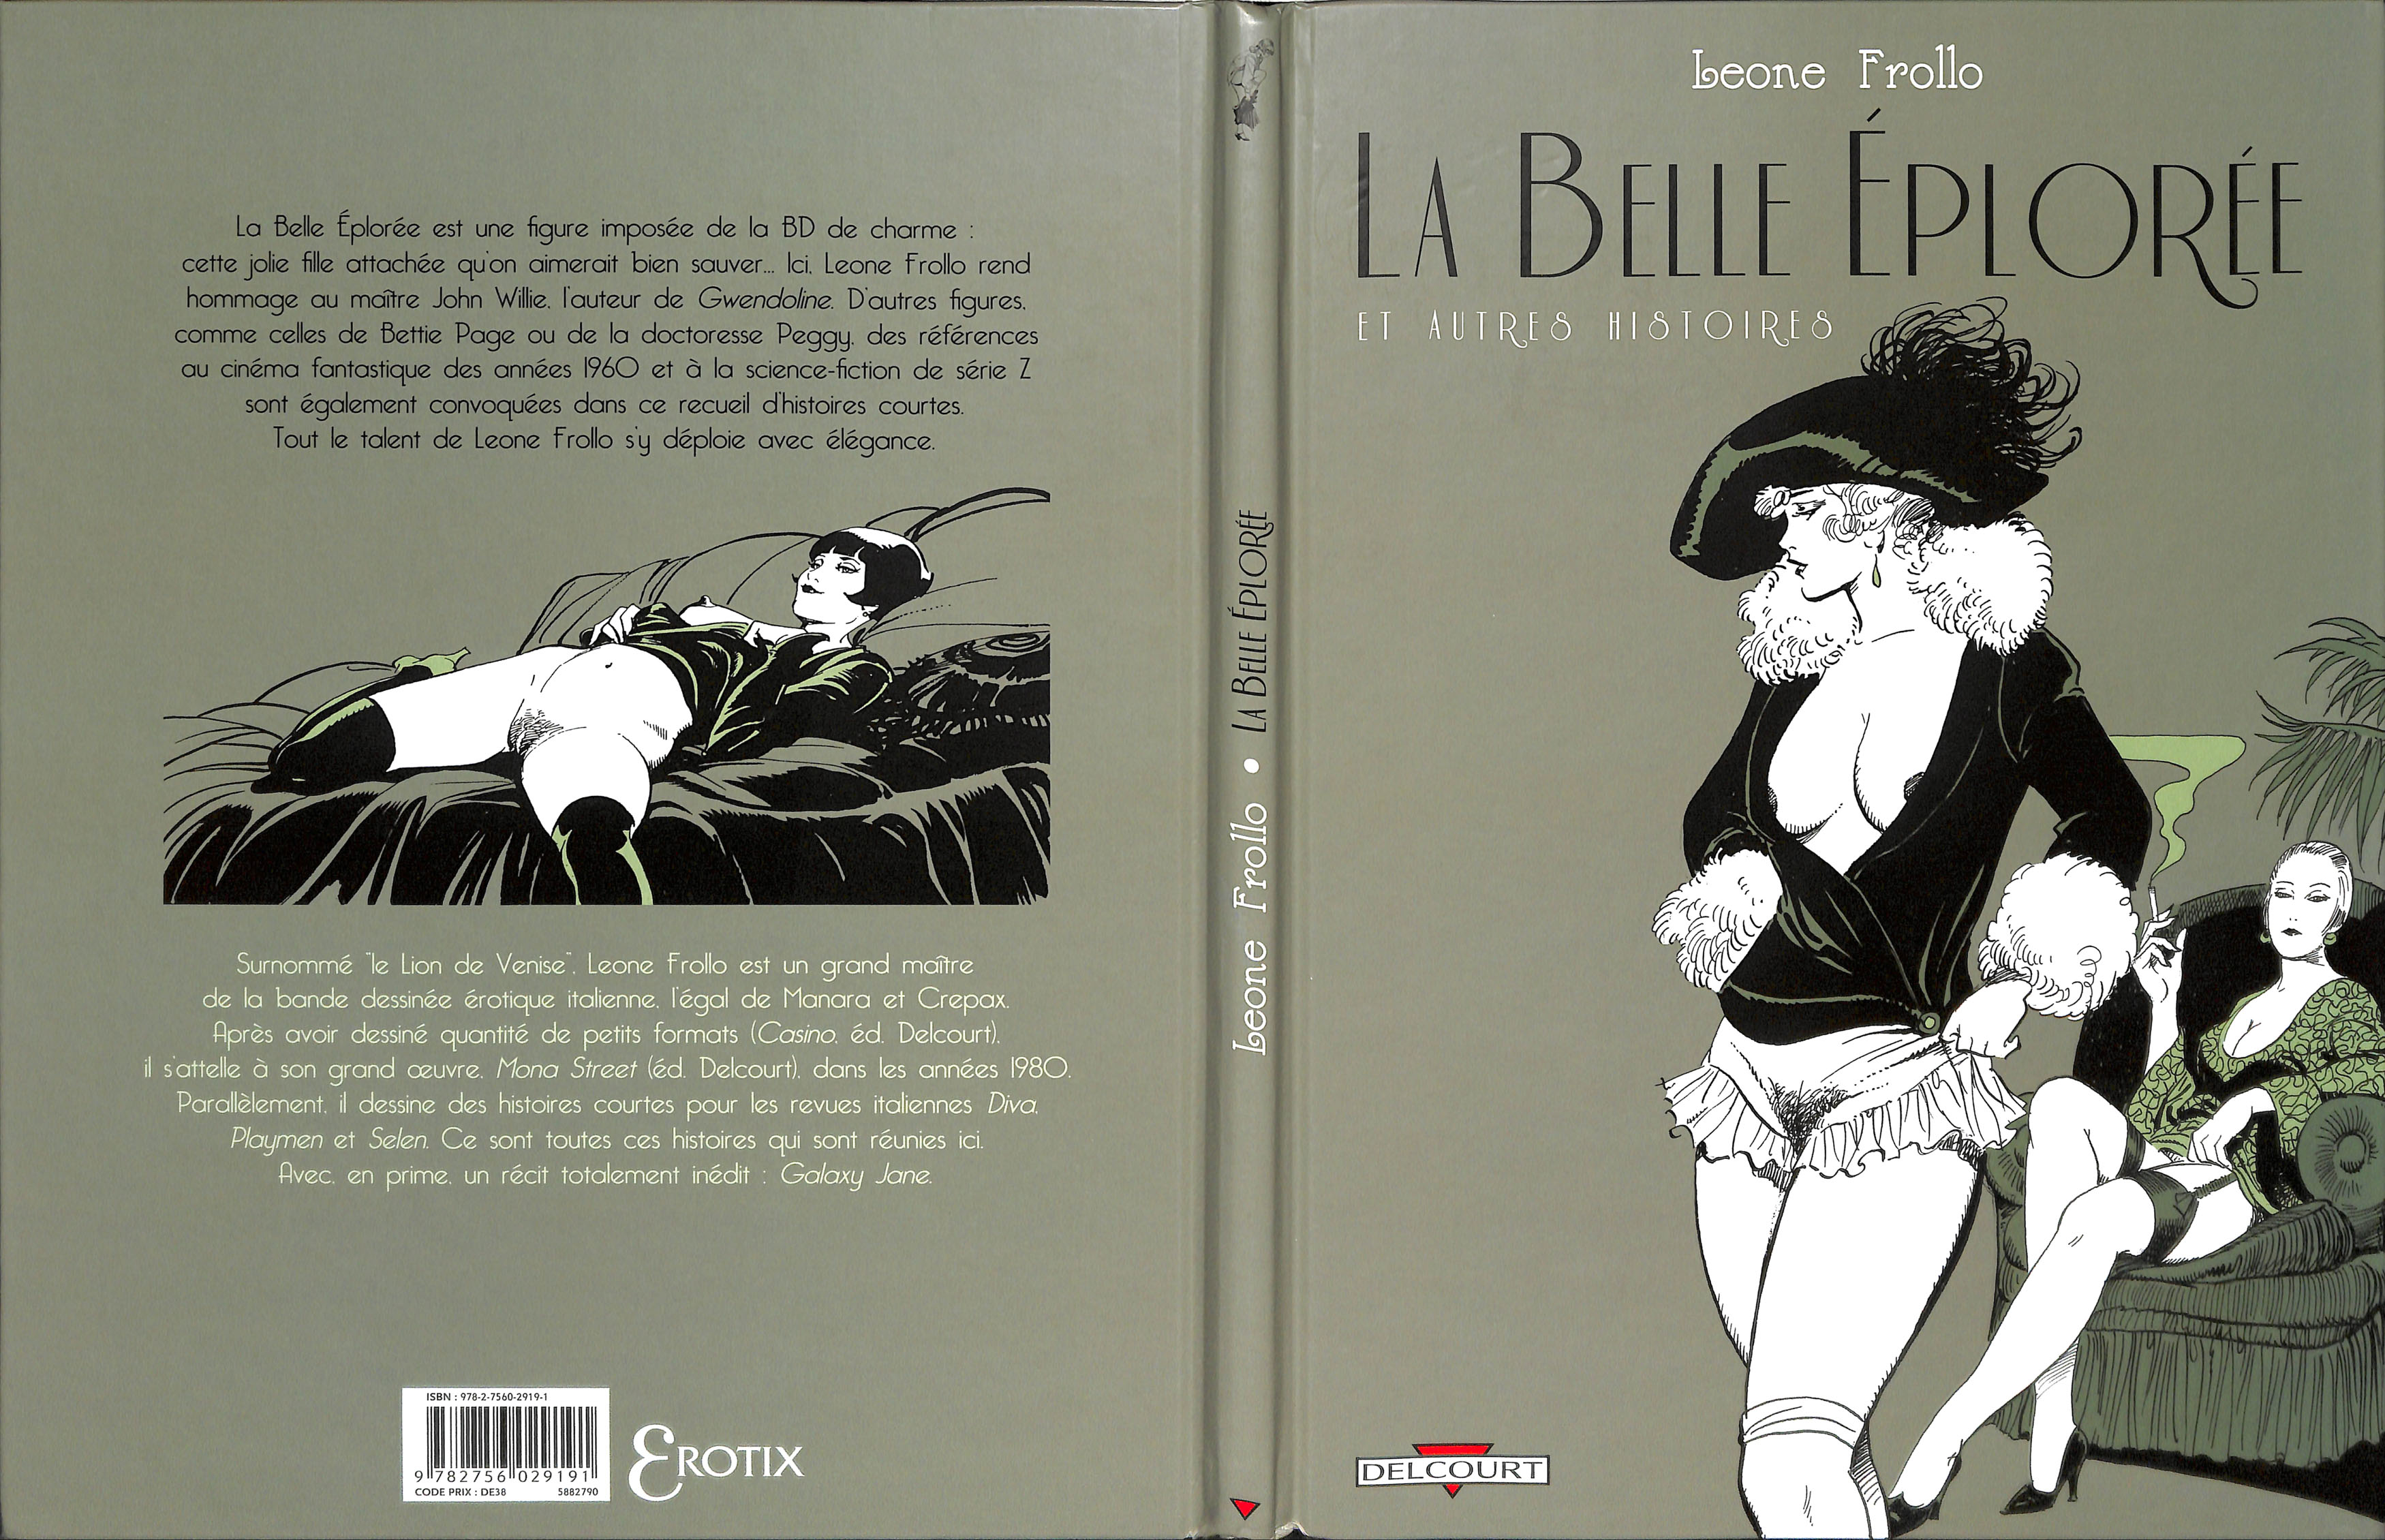 La Belle Éplorée est une figure imposée de la BD de charme :
cette jolie fille attachée qu'on aimerait bien sauver... Ici, Leone Frollo rend
hommage au maître John Willie, l'auteur de Gwendoline. D'autres figures,
comme celles de Bettie Page ou de la doctoresse Peggy, des références
au cinéma fantastique des années 1960 et à la science-fiction de série Z
sont également convoquées dans ce recueil d'histoires courtes.
Tout le talent de Leone Frollo s'y déploie avec élégance.
Surnommé "le Lion de Venise", Leone Frollo est un grand maître
de la bande dessinée érotique italienne, l'égal de Manara et Crepax.
Après avoir dessiné quantité de petits formats (Casino, éd. Delcourt),
il s'attelle à son grand œuvre, Mona Street (éd. Delcourt), dans les années 1980.
Parallèlement, il dessine des histoires courtes pour les revues italiennes Diva,
Playmen et Selen. Ce sont toutes ces histoires qui sont réunies ici.
Avec, en prime, un récit totalement inédit : Galaxy Jane.
ISBN : 978-2-7560-2919-1
9 782756 029191
CODE PRIX : DE38 5882790
EROTIX
Leone Frollo • LA BELLE ÉPLORÉE
Leone Frollo
LA BELLE ÉPLORÉE
ET AUTRES HISTOIRES
DELCOURT